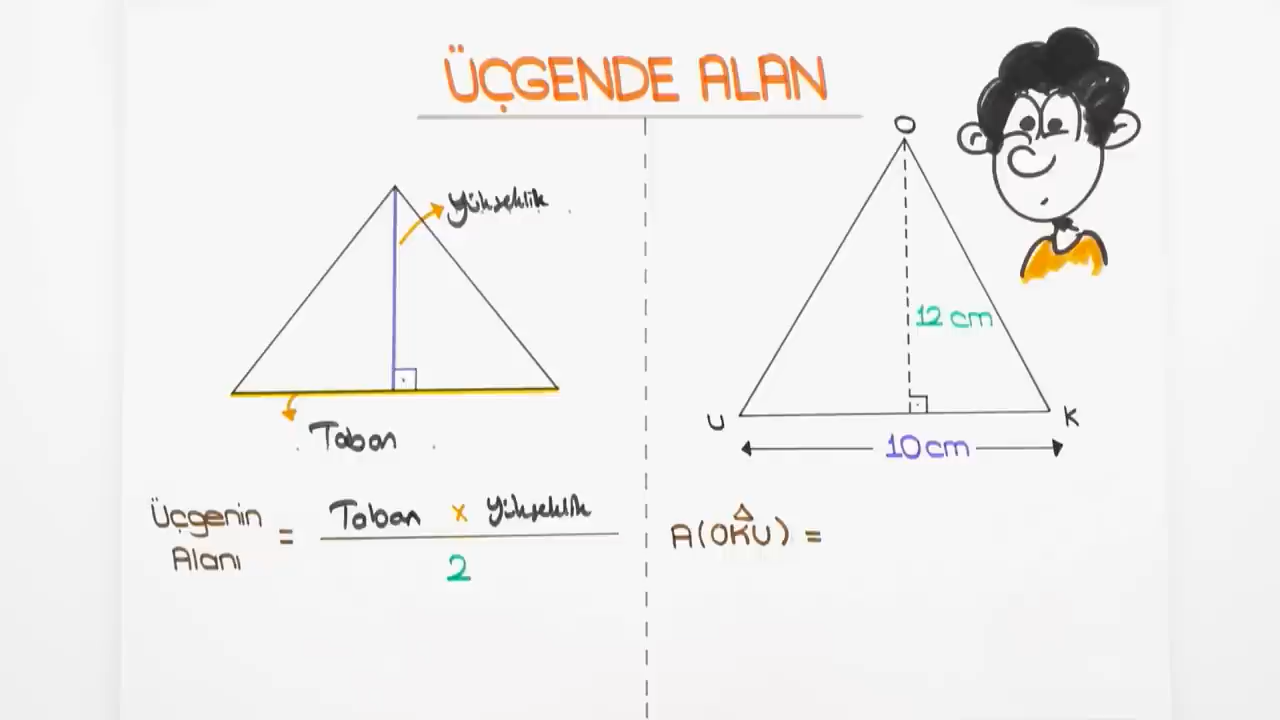 ÜÇGENDE ALAN
Yükseklik
Taban
Üçgenin
Alanı
=
Taban x Yükseklik
2
O
12 cm
U
K
10 cm
A(OKU) =